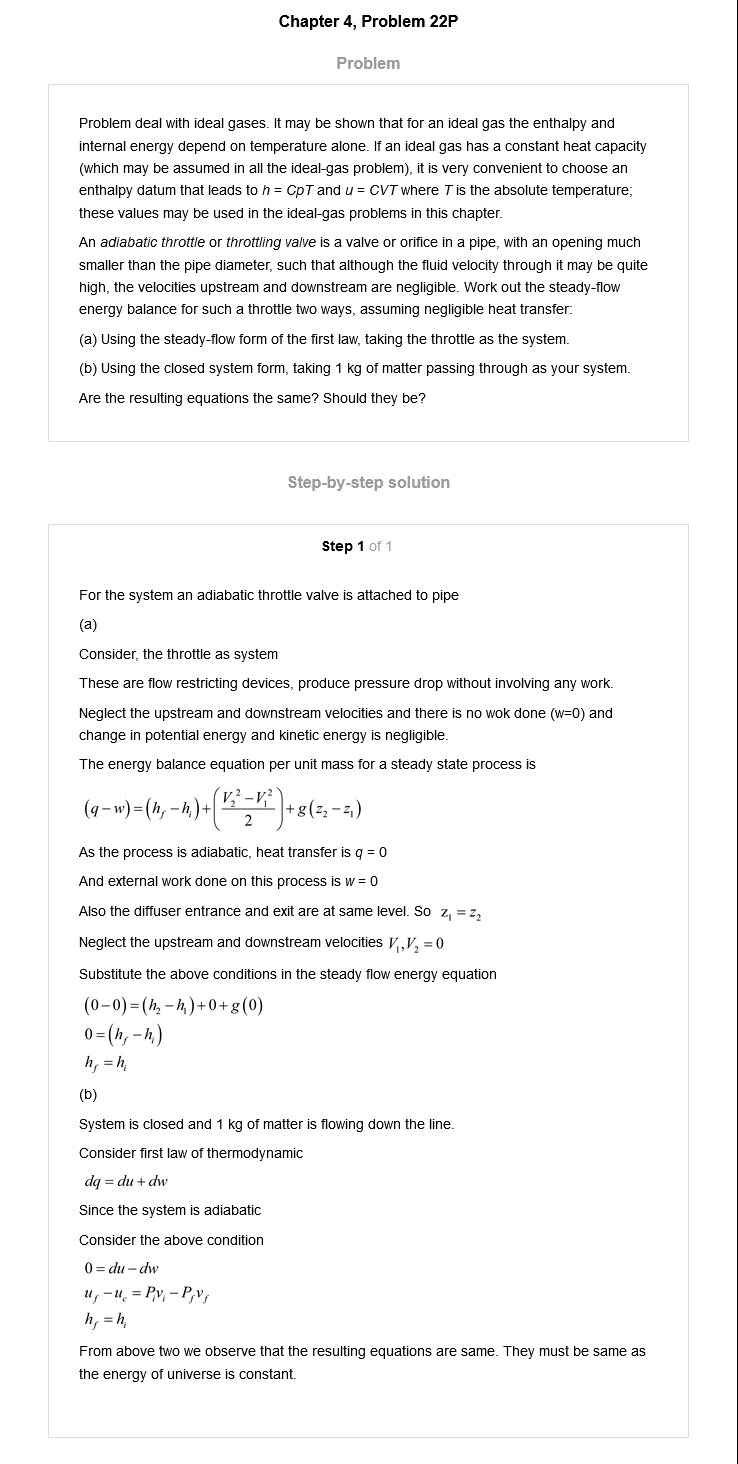 Chapter 4, Problem 22P
Problem
Problem deal with ideal gases. It may be shown that for an ideal gas the enthalpy and
internal energy depend on temperature alone. If an ideal gas has a constant heat capacity
(which may be assumed in all the ideal-gas problem), it is very convenient to choose an
enthalpy datum that leads to h = CpT and u = CVT where T is the absolute temperature;
these values may be used in the ideal-gas problems in this chapter.
An adiabatic throttle or throttling valve is a valve or orifice in a pipe, with an opening much
smaller than the pipe diameter, such that although the fluid velocity through it may be quite
high, the velocities upstream and downstream are negligible. Work out the steady-flow
energy balance for such a throttle two ways, assuming negligible heat transfer:
(a) Using the steady-flow form of the first law, taking the throttle as the system.
(b) Using the closed system form, taking 1 kg of matter passing through as your system.
Are the resulting equations the same? Should they be?
Step-by-step solution
Step 1 of 1
For the system an adiabatic throttle valve is attached to pipe
(a)
Consider, the throttle as system
These are flow restricting devices, produce pressure drop without involving any work.
Neglect the upstream and downstream velocities and there is no wok done (w=0) and
change in potential energy and kinetic energy is negligible.
The energy balance equation per unit mass for a steady state process is
(q − w) = (h_f − h_i) + ((V_2^2 − V_1^2)/2) + g(z_2 − z_1)
As the process is adiabatic, heat transfer is q = 0
And external work done on this process is w = 0
Also the diffuser entrance and exit are at same level. So z_1 = z_2
Neglect the upstream and downstream velocities V_1, V_2 = 0
Substitute the above conditions in the steady flow energy equation
(0 − 0) = (h_2 − h_1) + 0 + g(0)
0 = (h_f − h_i)
h_f = h_i
(b)
System is closed and 1 kg of matter is flowing down the line.
Consider first law of thermodynamic
dq = du + dw
Since the system is adiabatic
Consider the above condition
0 = du − dw
u_f − u_c = P_i v_i − P_f v_f
h_f = h_i
From above two we observe that the resulting equations are same. They must be same as
the energy of universe is constant.